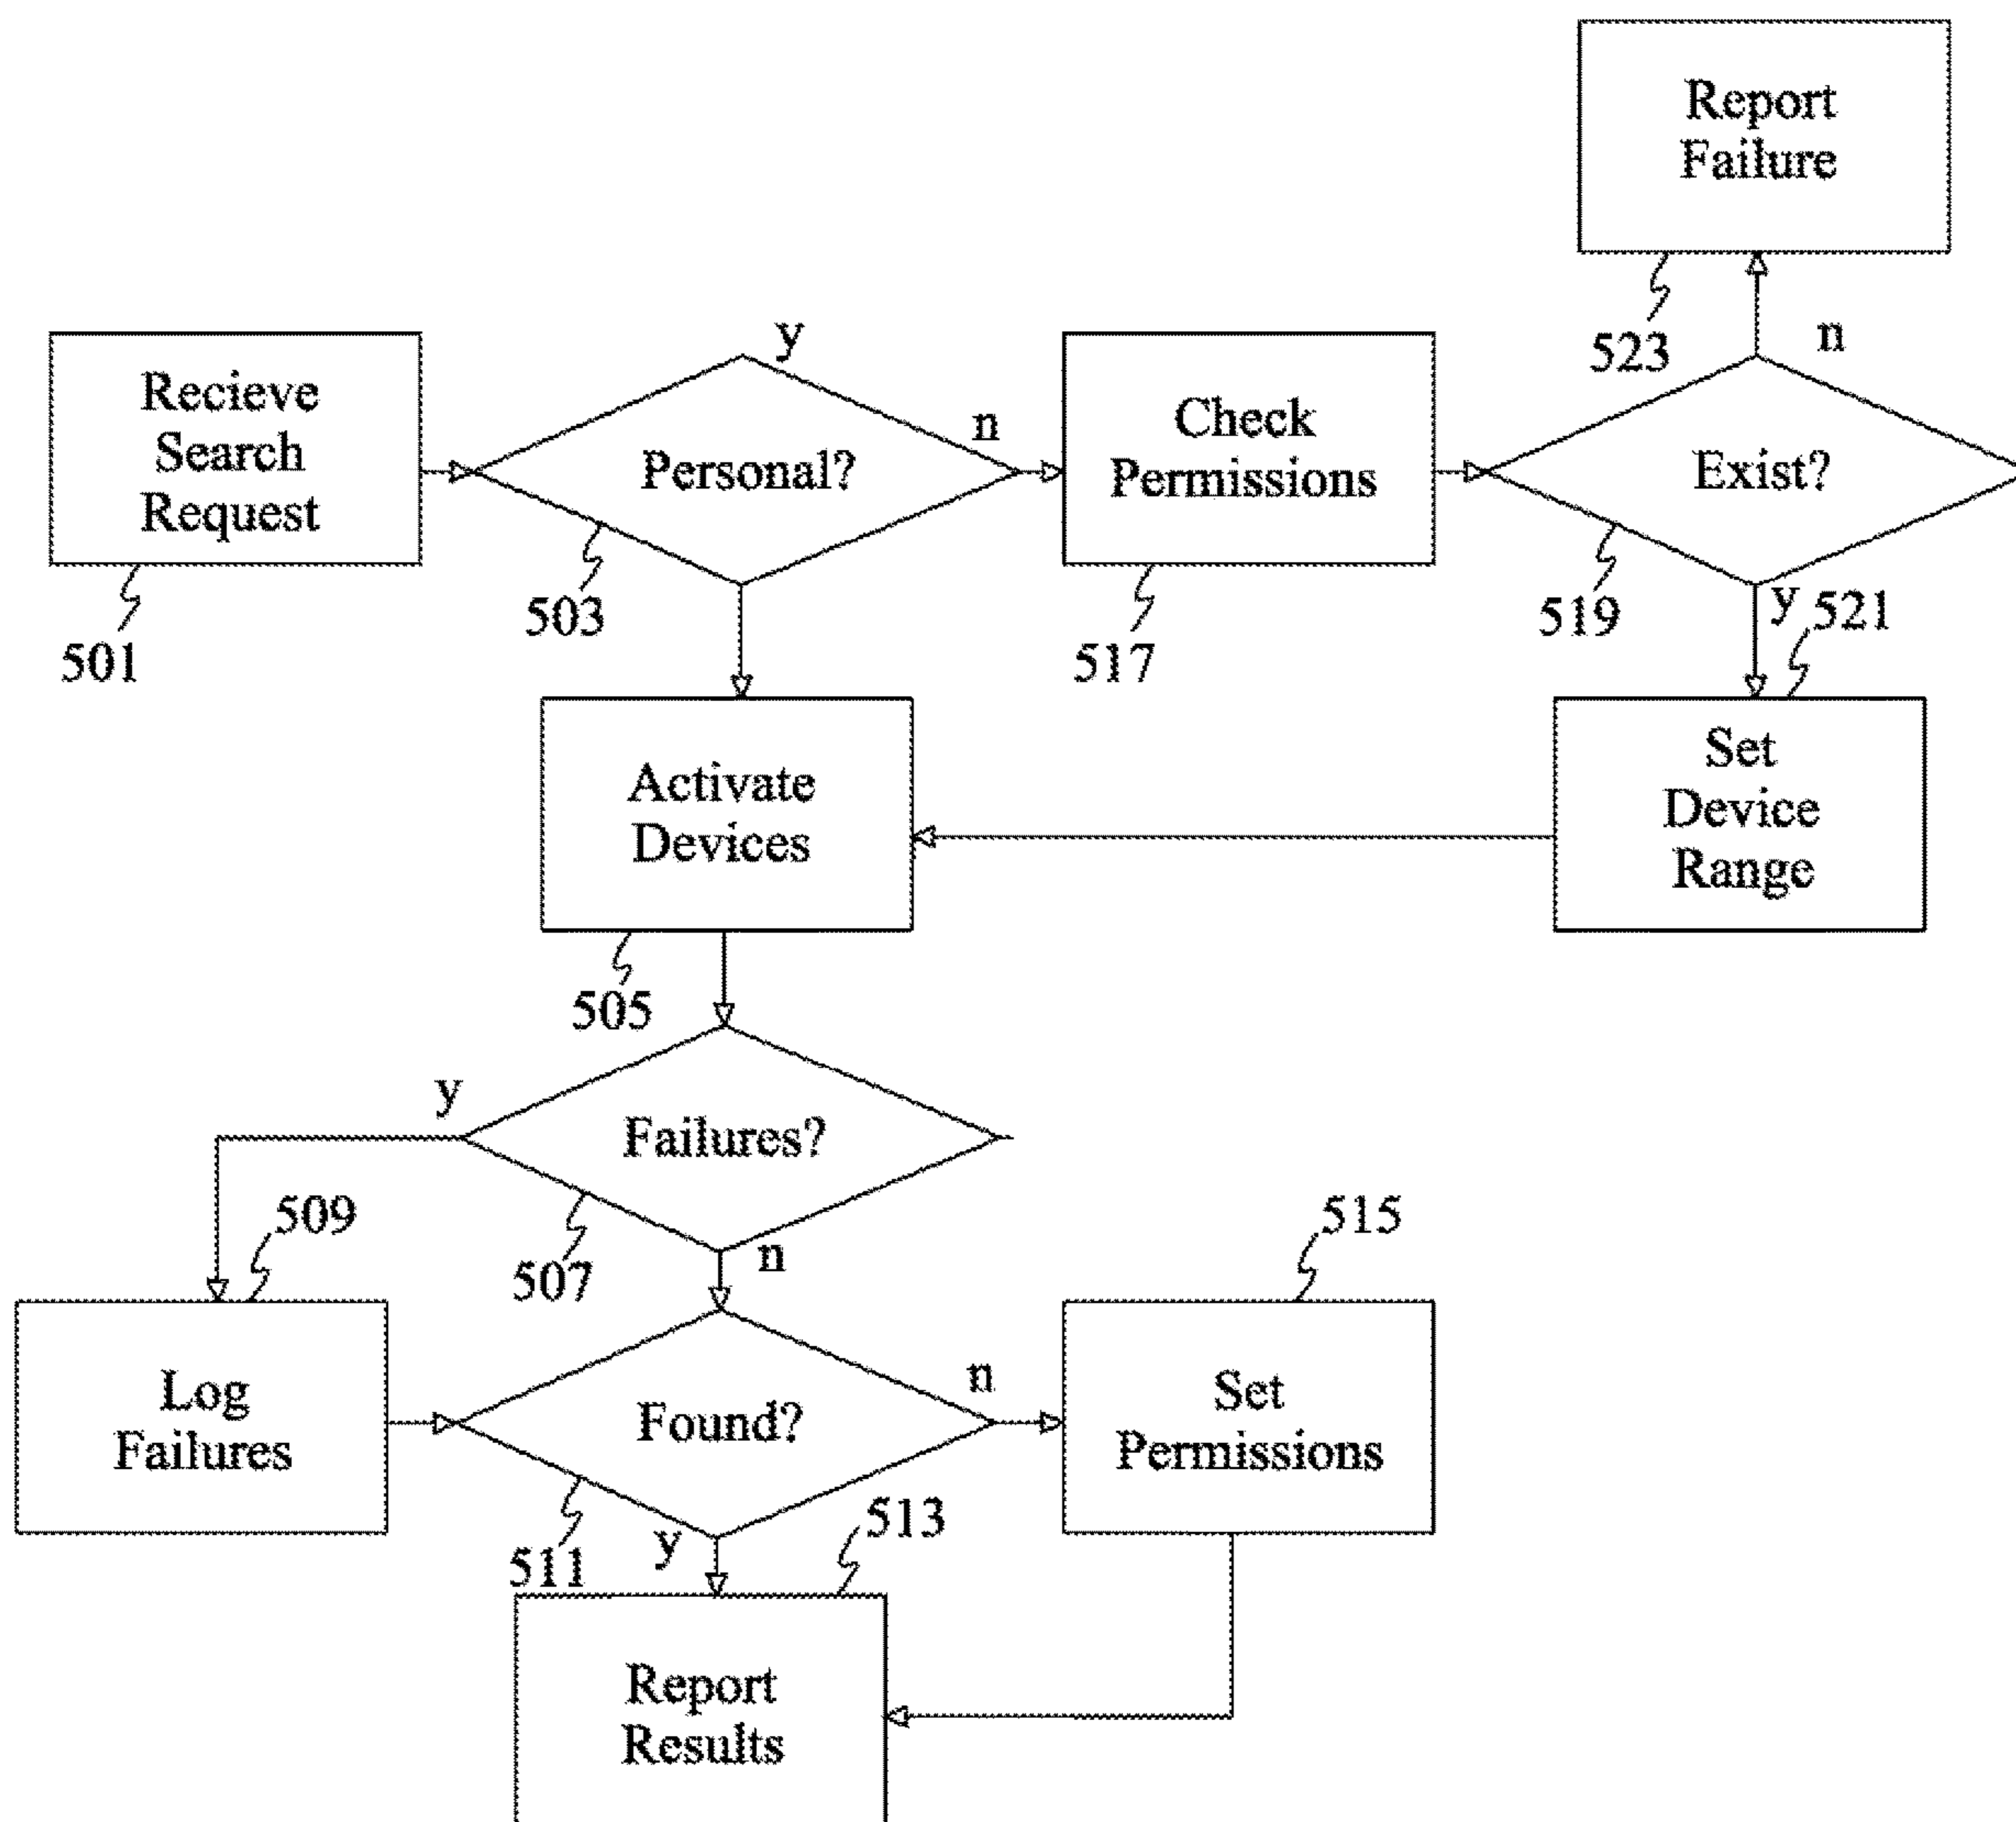 Report
Failure
523
n
y
Recieve
Search
Request
501
Personal?
503
n
Check
Permissions
517
Exist?
519
y
521
Set
Device
Range
Activate
Devices
505
y
Failures?
507
n
509
Log
Failures
Found?
511
n
515
Set
Permissions
y
513
Report
Results